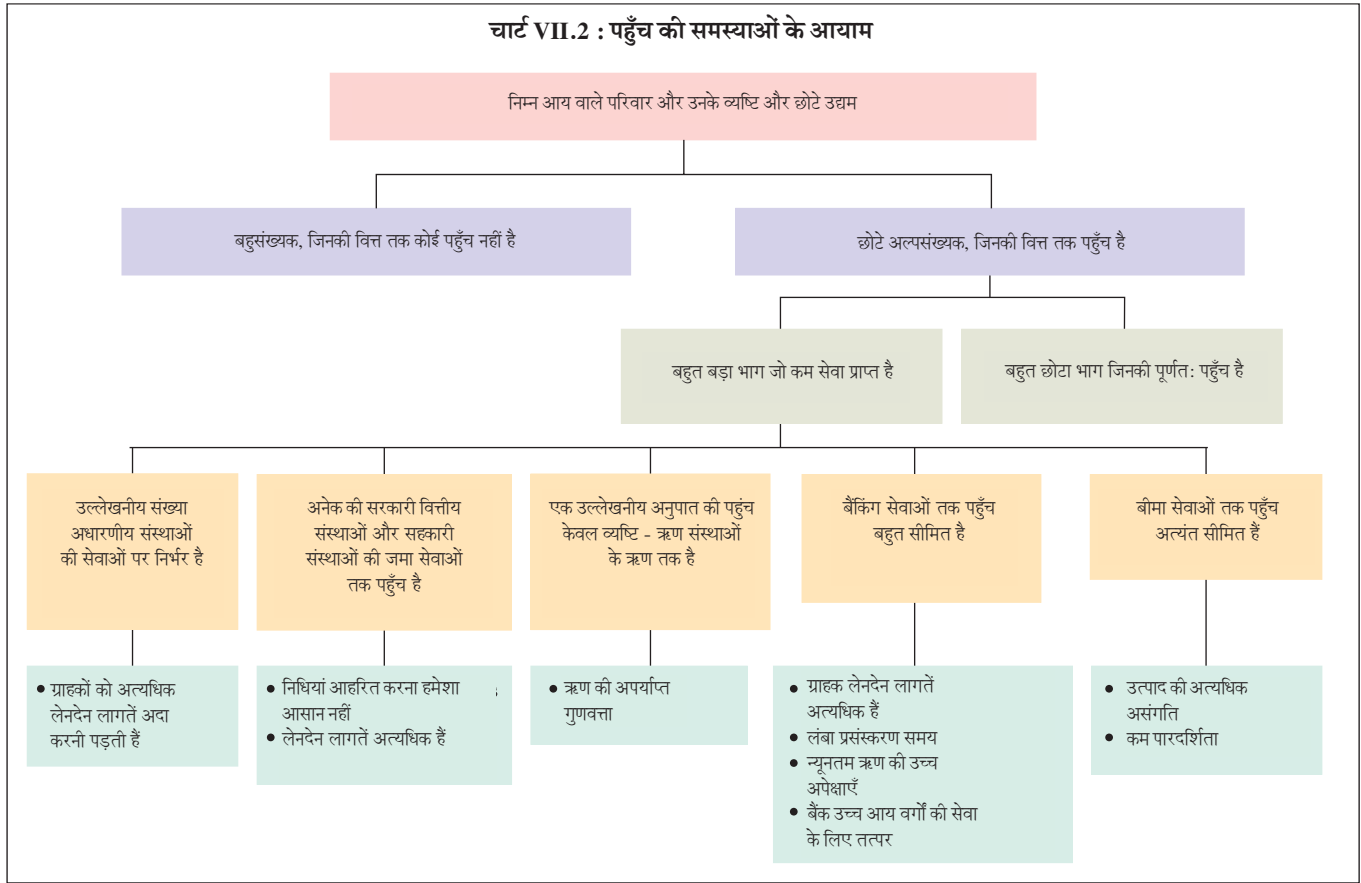 चार्ट VII.2 : पहुँच की समस्याओं के आयाम
निम्न आय वाले परिवार और उनके व्यष्टि और छोटे उद्यम
बहुसंख्यक, जिनकी वित्त तक कोई पहुँच नहीं है
छोटे अल्पसंख्यक, जिनकी वित्त तक पहुँच है
बहुत बड़ा भाग जो कम सेवा प्राप्त है
बहुत छोटा भाग जिनकी पूर्णत: पहुँच है
उल्लेखनीय संख्या
अधारणीय संस्थाओं
की सेवाओं पर निर्भर है
अनेक की सरकारी वित्तीय
संस्थाओं और सहकारी
संस्थाओं की जमा सेवाओं
तक पहुँच है
एक उल्लेखनीय अनुपात की पहुंच
केवल व्यष्टि - ऋण संस्थाओं
के ऋण तक है
बैंकिंग सेवाओं तक पहुँच
बहुत सीमित है
बीमा सेवाओं तक पहुँच
अत्यंत सीमित हैं
• ग्राहकों को अत्यधिक
लेनदेन लागतें अदा
करनी पड़ती हैं
• निधियां आहरित करना हमेशा
आसान नहीं
• लेनदेन लागतें अत्यधिक हैं
• ऋण की अपर्याप्त
गुणवत्ता
• ग्राहक लेनदेन लागतें
अत्यधिक हैं
• लंबा प्रसंस्करण समय
• न्यूनतम ऋण की उच्च
अपेक्षाएँ
• बैंक उच्च आय वर्गों की सेवा
के लिए तत्पर
• उत्पाद की अत्यधिक
असंगति
• कम पारदर्शिता